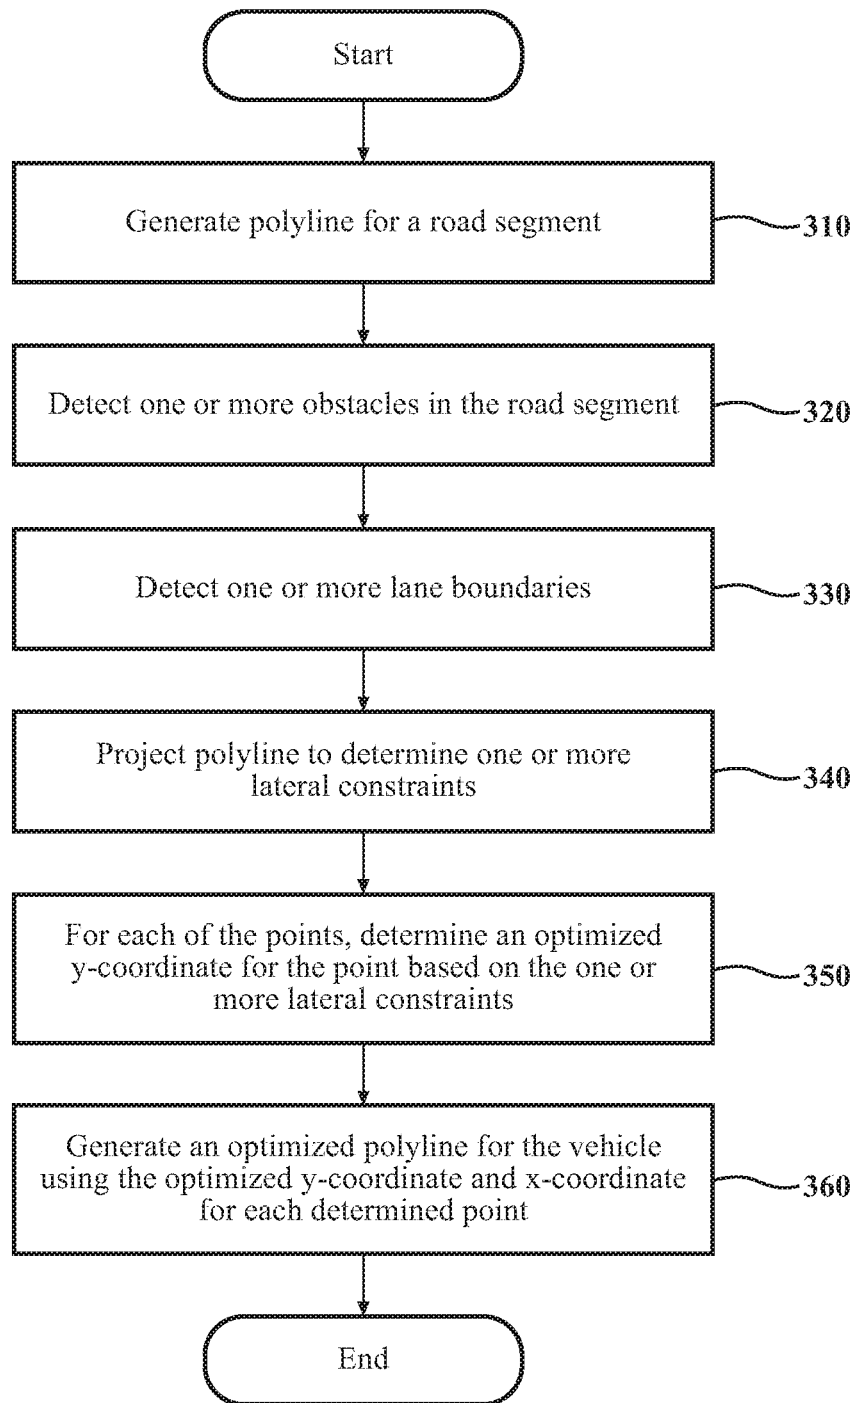 Start
Generate polyline for a road segment
310
Detect one or more obstacles in the road segment
320
Detect one or more lane boundaries
330
Project polyline to determine one or more
lateral constraints
340
For each of the points, determine an optimized
y-coordinate for the point based on the one or
more lateral constraints
350
Generate an optimized polyline for the vehicle
using the optimized y-coordinate and x-coordinate
for each determined point
360
End